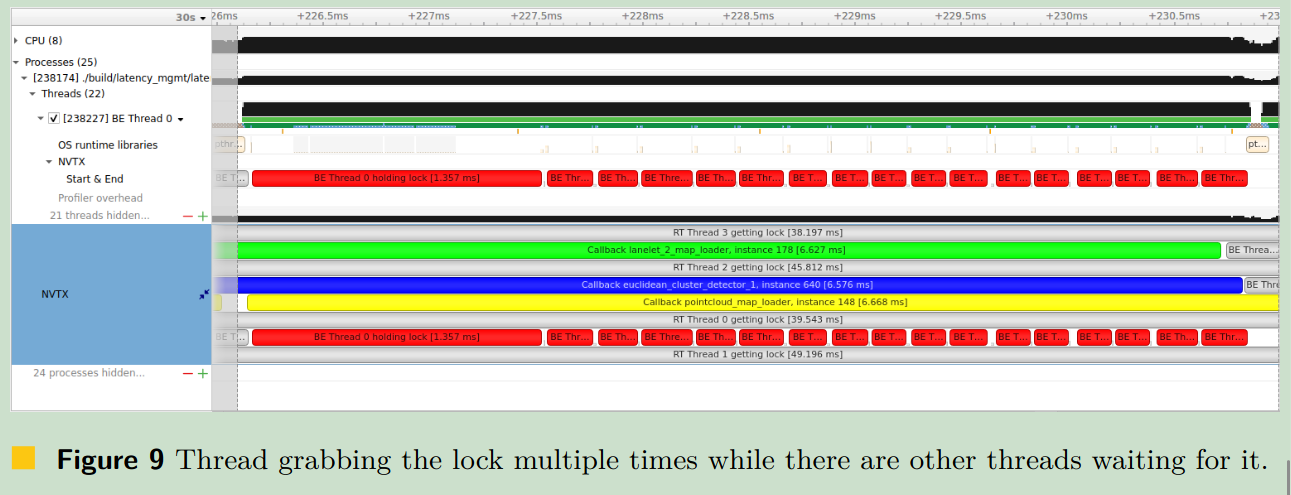 30s 26ms +226.5ms +227ms +227.5ms +228ms +228.5ms +229ms +229.5ms +230ms +230.5ms +23
CPU (8)
Processes (25)
[238174] ./build/latency_mgmt/late
Threads (22)
[238227] BE Thread 0
OS runtime libraries pthr... pt...
NVTX
Start & End BE T... BE Thread 0 holding lock [1.357 ms] BE Thr... BE Th... BE Thre... BE Th... BE Thr... BE T... BE T... BE T... BE T... BE T... BE T... BE T... BE T... BE T... BE Th... BE Thr...
Profiler overhead
21 threads hidden...
RT Thread 3 getting lock [38.197 ms]
Callback lanelet_2_map_loader, instance 178 [6.627 ms] BE Threa...
RT Thread 2 getting lock [45.812 ms]
NVTX Callback euclidean_cluster_detector_1, instance 640 [6.576 ms] BE Thre
Callback pointcloud_map_loader, instance 148 [6.668 ms]
RT Thread 0 getting lock [39.543 ms]
BE T... BE Thread 0 holding lock [1.357 ms] BE Thr... BE Th... BE Thre... BE Th... BE Thr... BE T... BE T... BE T... BE T... BE T... BE T... BE T... BE T... BE T... BE Th... BE Thr...
RT Thread 1 getting lock [49.196 ms]
24 processes hidden...
Figure 9 Thread grabbing the lock multiple times while there are other threads waiting for it.